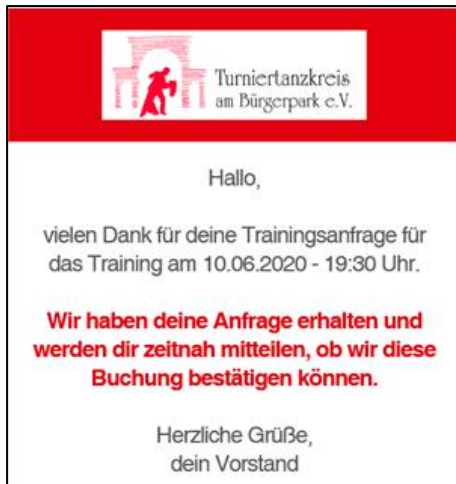 Turniertanzkreis
am Bürgerpark e.V.
Hallo,
vielen Dank für deine Trainingsanfrage für
das Training am 10.06.2020 - 19:30 Uhr.
Wir haben deine Anfrage erhalten und
werden dir zeitnah mitteilen, ob wir diese
Buchung bestätigen können.
Herzliche Grüße,
dein Vorstand